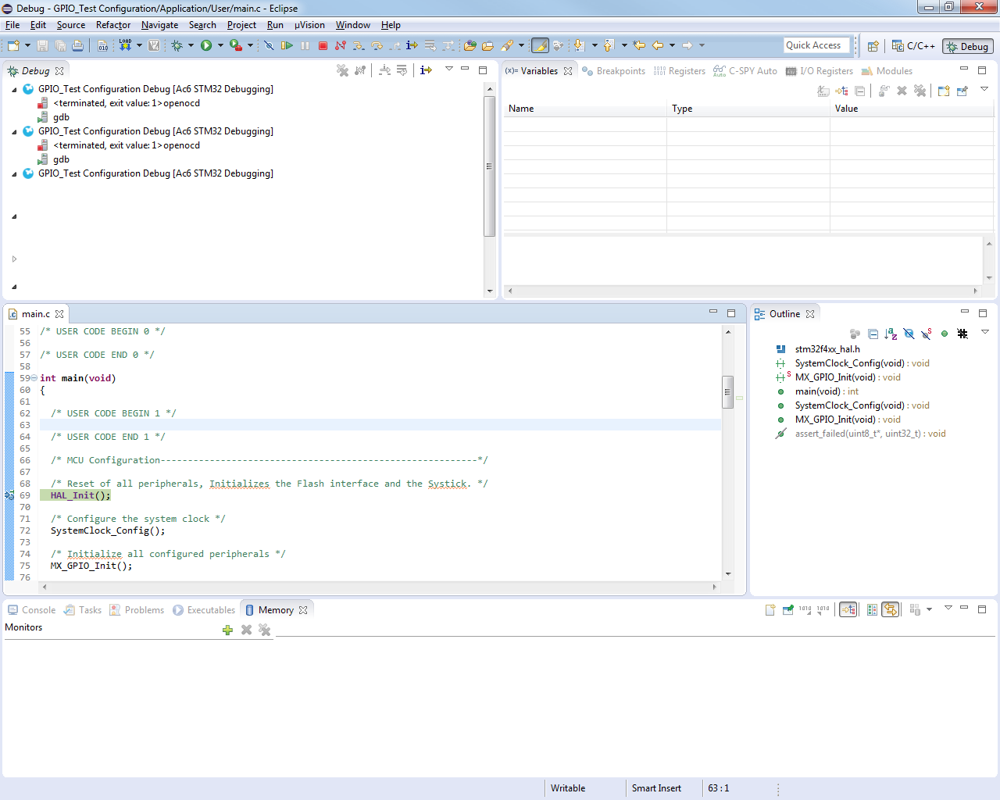 Debug - GPIO_Test Configuration/Application/User/main.c - Eclipse
File Edit Source Refactor Navigate Search Project Run µVision Window Help
Quick Access
C/C++
Debug
Debug
GPIO_Test Configuration Debug [Ac6 STM32 Debugging]
<terminated, exit value: 1>openocd
gdb
GPIO_Test Configuration Debug [Ac6 STM32 Debugging]
<terminated, exit value: 1>openocd
gdb
GPIO_Test Configuration Debug [Ac6 STM32 Debugging]
(x)= Variables Breakpoints Registers C-SPY Auto I/O Registers Modules
Name Type Value
main.c
55 /* USER CODE BEGIN 0 */
56
57 /* USER CODE END 0 */
58
59 int main(void)
60 {
61
62 /* USER CODE BEGIN 1 */
63
64 /* USER CODE END 1 */
65
66 /* MCU Configuration----------------------------------------------------------*/
67
68 /* Reset of all peripherals, Initializes the Flash interface and the Systick. */
69 HAL_Init();
70
71 /* Configure the system clock */
72 SystemClock_Config();
73
74 /* Initialize all configured peripherals */
75 MX_GPIO_Init();
76
Outline
stm32f4xx_hal.h
SystemClock_Config(void) : void
MX_GPIO_Init(void) : void
main(void) : int
SystemClock_Config(void) : void
MX_GPIO_Init(void) : void
assert_failed(uint8_t*, uint32_t) : void
Console Tasks Problems Executables Memory
Monitors
Writable Smart Insert 63 : 1